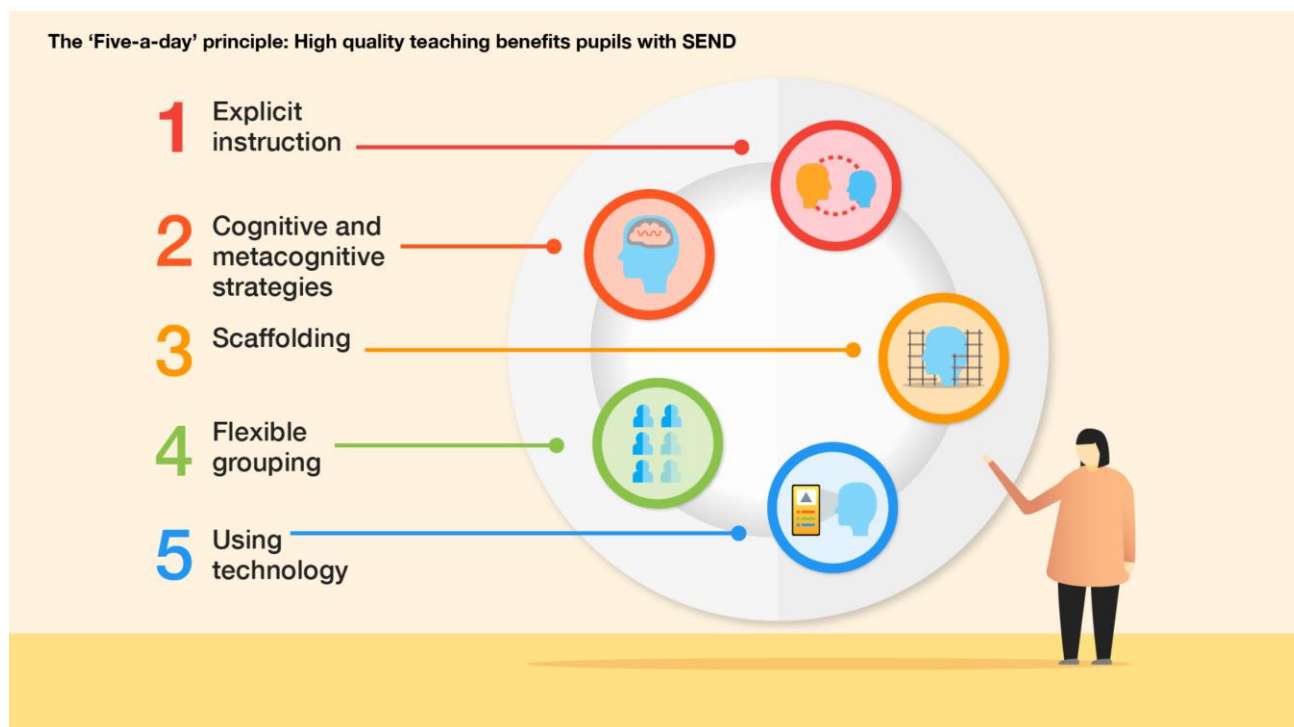 The ‘Five-a-day’ principle: High quality teaching benefits pupils with SEND
1
Explicit
instruction
2
Cognitive and
metacognitive
strategies
3
Scaffolding
4
Flexible
grouping
5
Using
technology